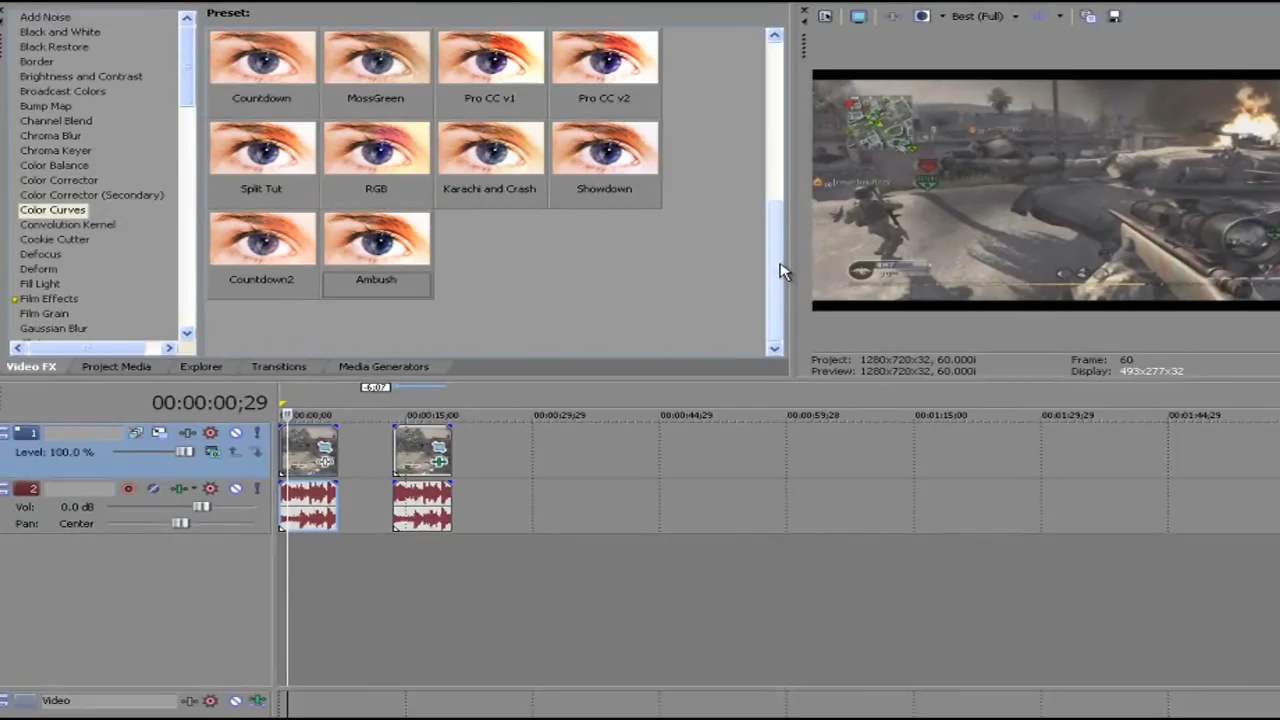 Add Noise
Black and White
Black Restore
Border
Brightness and Contrast
Broadcast Colors
Bump Map
Channel Blend
Chroma Blur
Chroma Keyer
Color Balance
Color Corrector
Color Corrector (Secondary)
Color Curves
Convolution Kernel
Cookie Cutter
Defocus
Deform
Fill Light
Film Effects
Film Grain
Gaussian Blur
Preset:
Countdown
MossGreen
Pro CC v1
Pro CC v2
Split Tut
RGB
Karachi and Crash
Showdown
Countdown2
Ambush
Best (Full)
Project: 1280x720x32, 60.000i
Frame: 60
Preview: 1280x720x32, 60.000i
Display: 493x277x32
Video FX
Project Media
Explorer
Transitions
Media Generators
-6;07
00:00:00;29
00:00:00
00:00:15;00
00:00:29;29
00:00:44;29
00:00:59;28
00:01:15;00
00:01:29;29
00:01:44;29
1
Level: 100.0 %
2
Vol: 0.0 dB
Pan: Center
Video